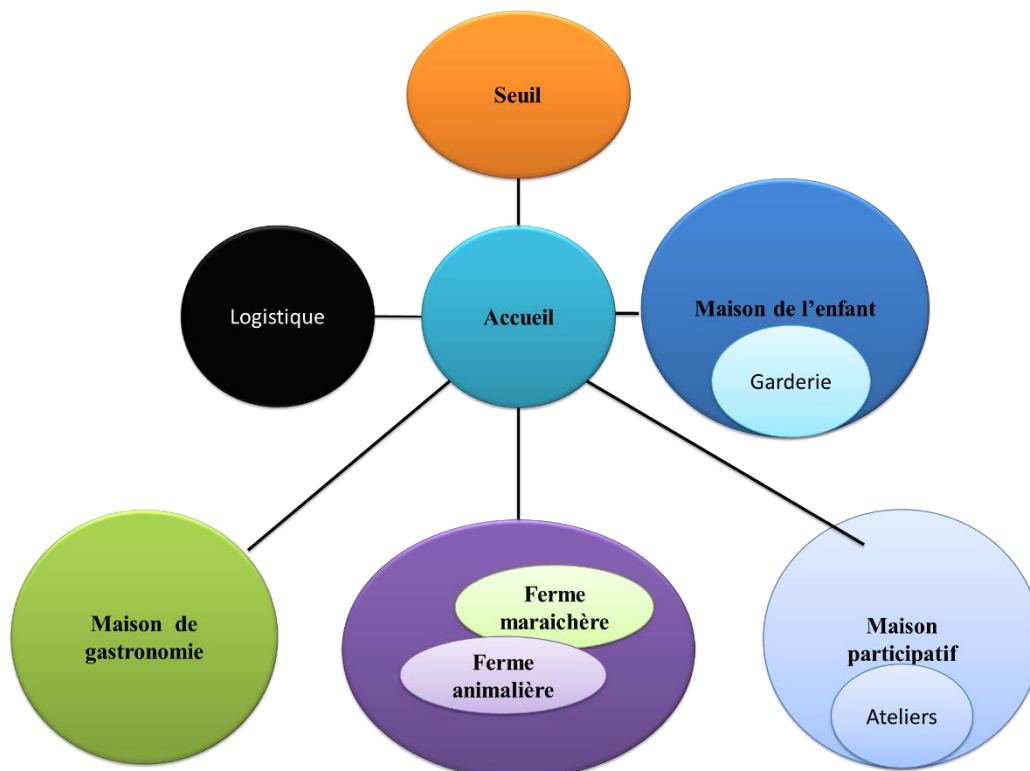 Seuil
Logistique
Accueil
Maison de l’enfant
Garderie
Maison de
gastronomie
Ferme
maraichère
Ferme
animalière
Maison
participatif
Ateliers